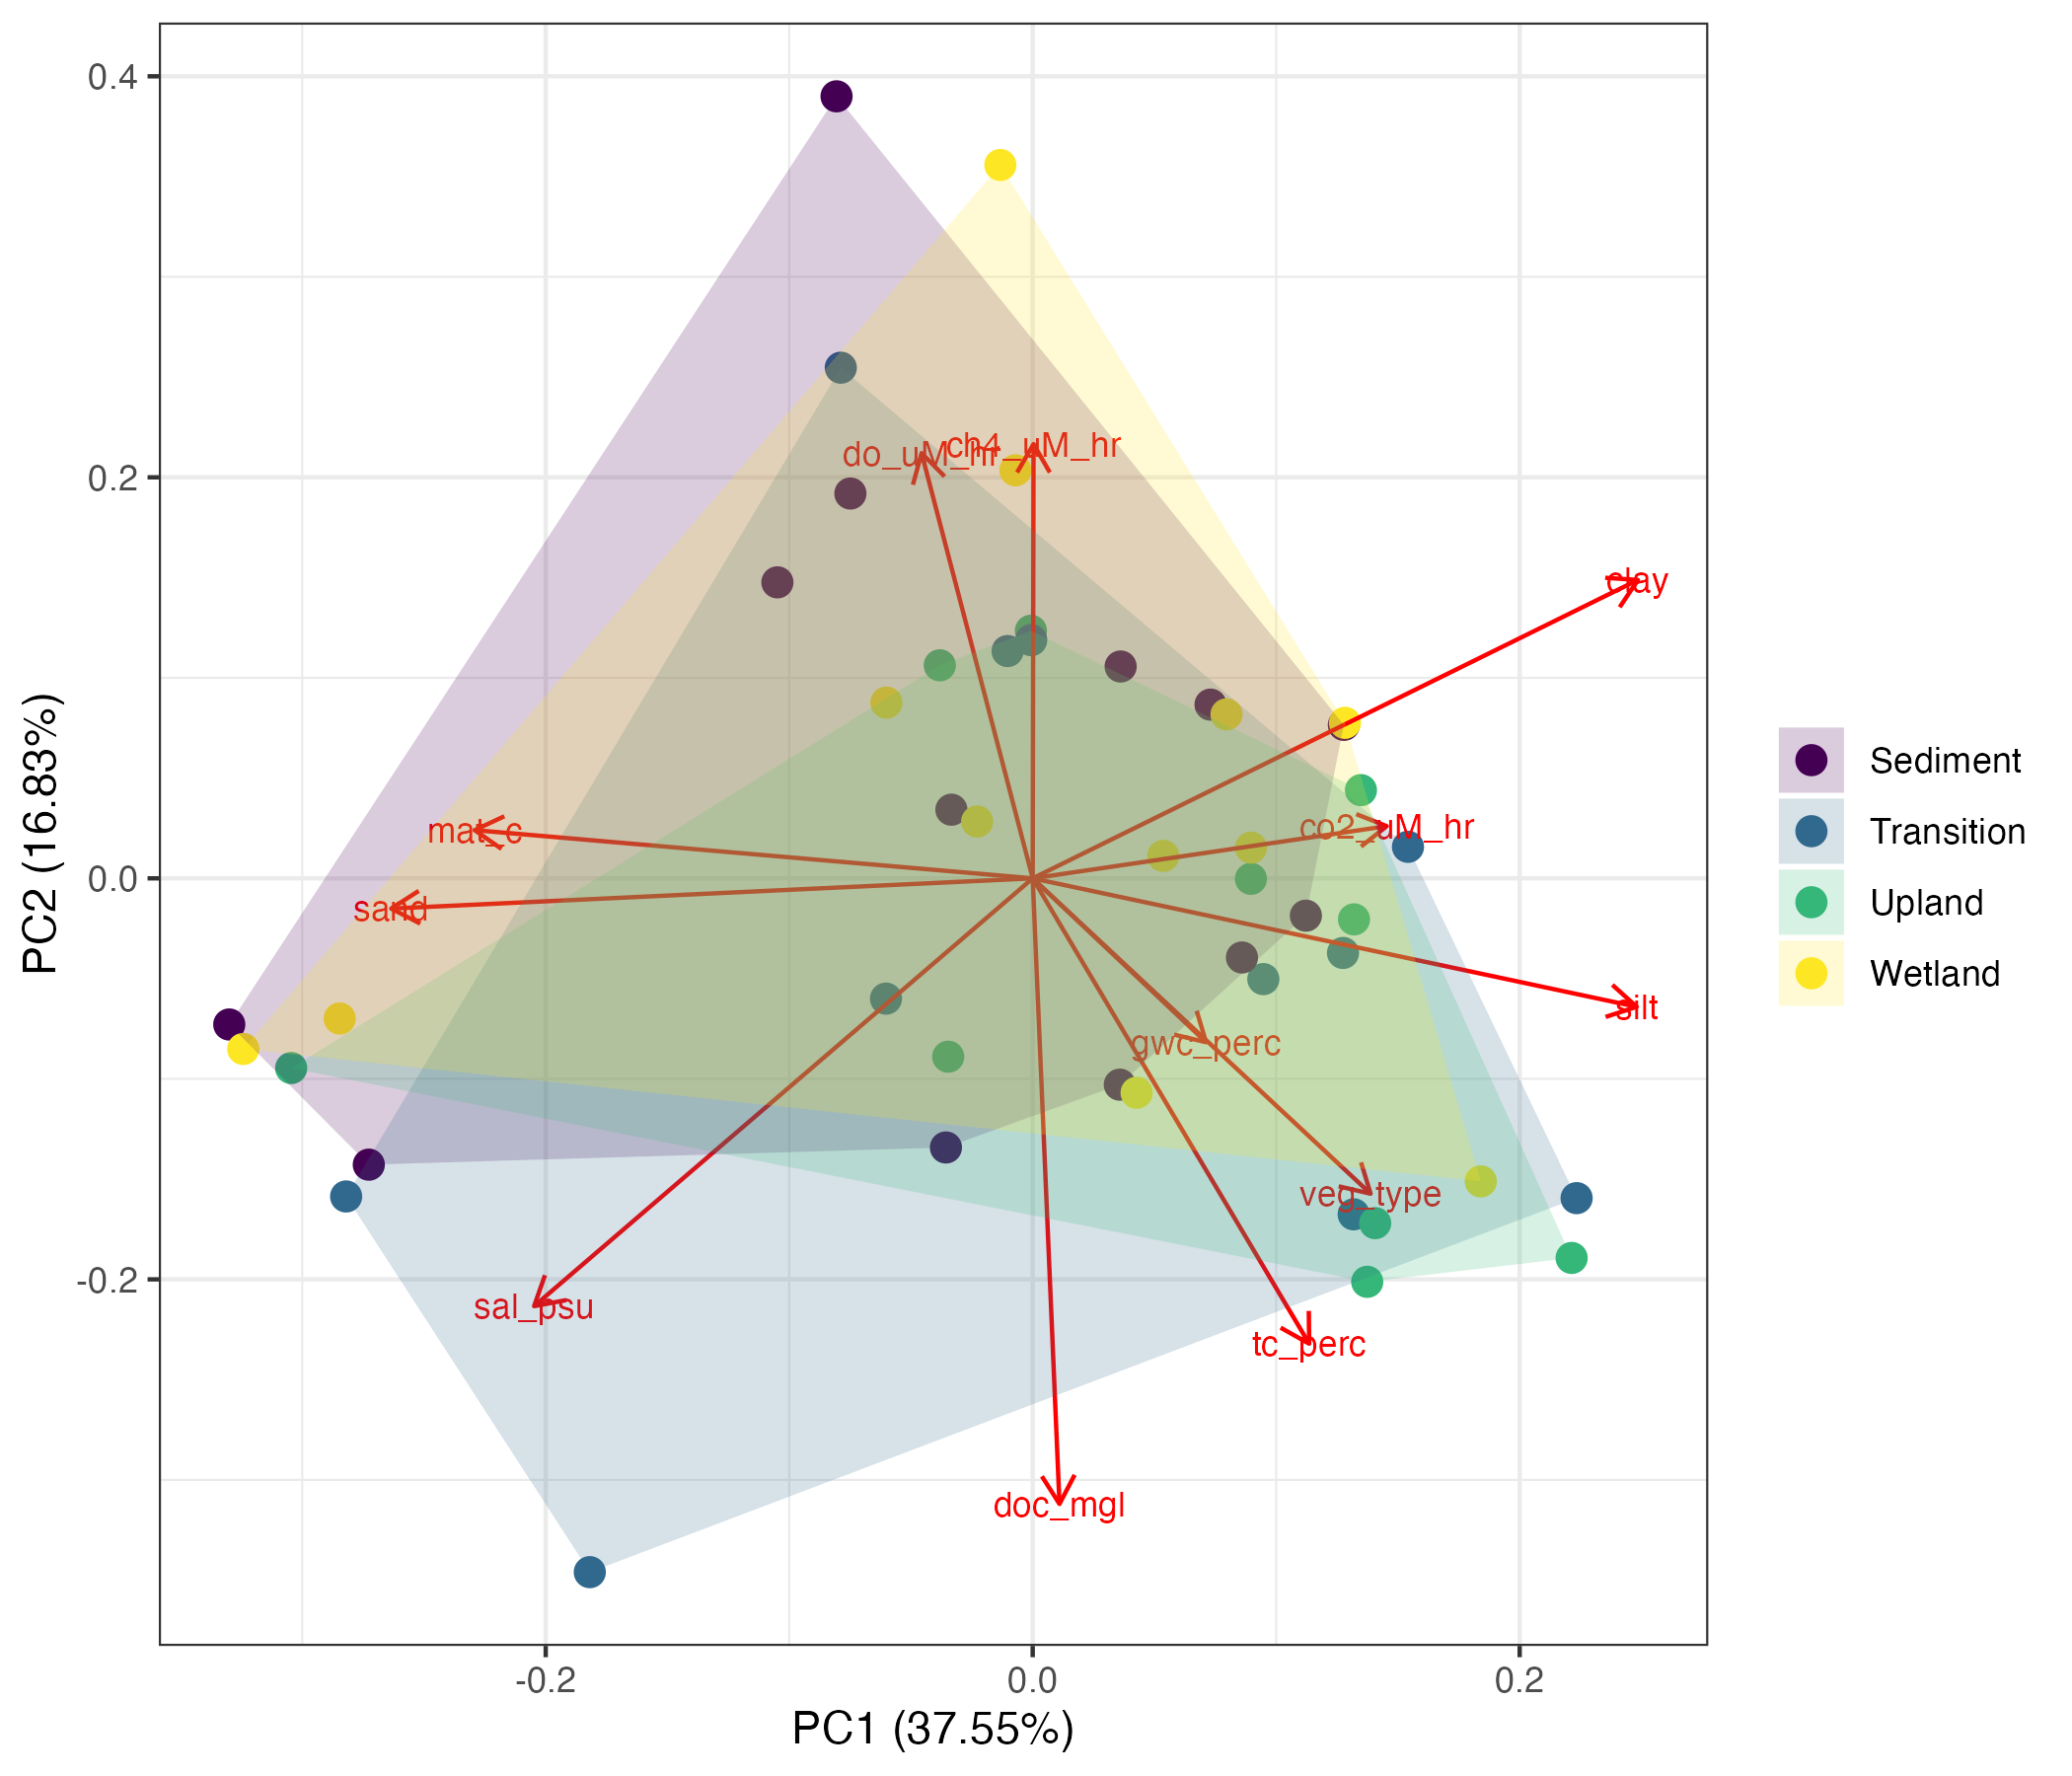 0.4
0.2
0.0
-0.2
-0.2
0.0
0.2
PC2 (16.83%)
PC1 (37.55%)
do_uM_hr
ch4_uM_hr
clay
mat_c
co2_uM_hr
sand
silt
gwc_perc
veg_type
sal_psu
tc_perc
doc_mgl
Sediment
Transition
Upland
Wetland